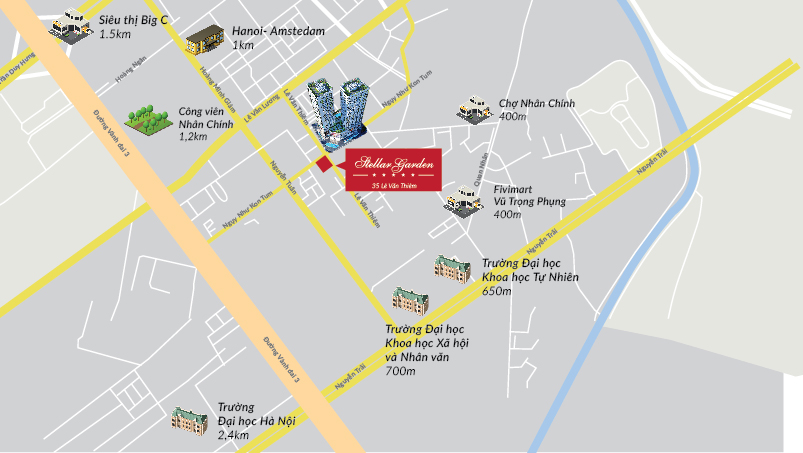 Siêu thị Big C
1.5km
Hanoi- Amstedam
1km
Trần Duy Hưng
Hoàng Ngân
Hoàng Minh Giám
Lê Văn Lương
Lê Văn Thiêm
Ngụy Như Kon Tum
Đường Vành đai 3
Công viên
Nhân Chính
1,2km
Chợ Nhân Chính
400m
Stellar Garden
35 Lê Văn Thiêm
Quan Nhân
Nguyễn Trãi
Nguyễn Tuân
Lê Văn Thiêm
Ngụy Như Kon Tum
Fivimart
Vũ Trọng Phụng
400m
Nguyễn Trãi
Trường Đại học
Khoa học Tự Nhiên
650m
Trường Đại học
Khoa học Xã hội
và Nhân văn
700m
Đường Vành đai 3
Nguyễn Trãi
Trường
Đại học Hà Nội
2,4km